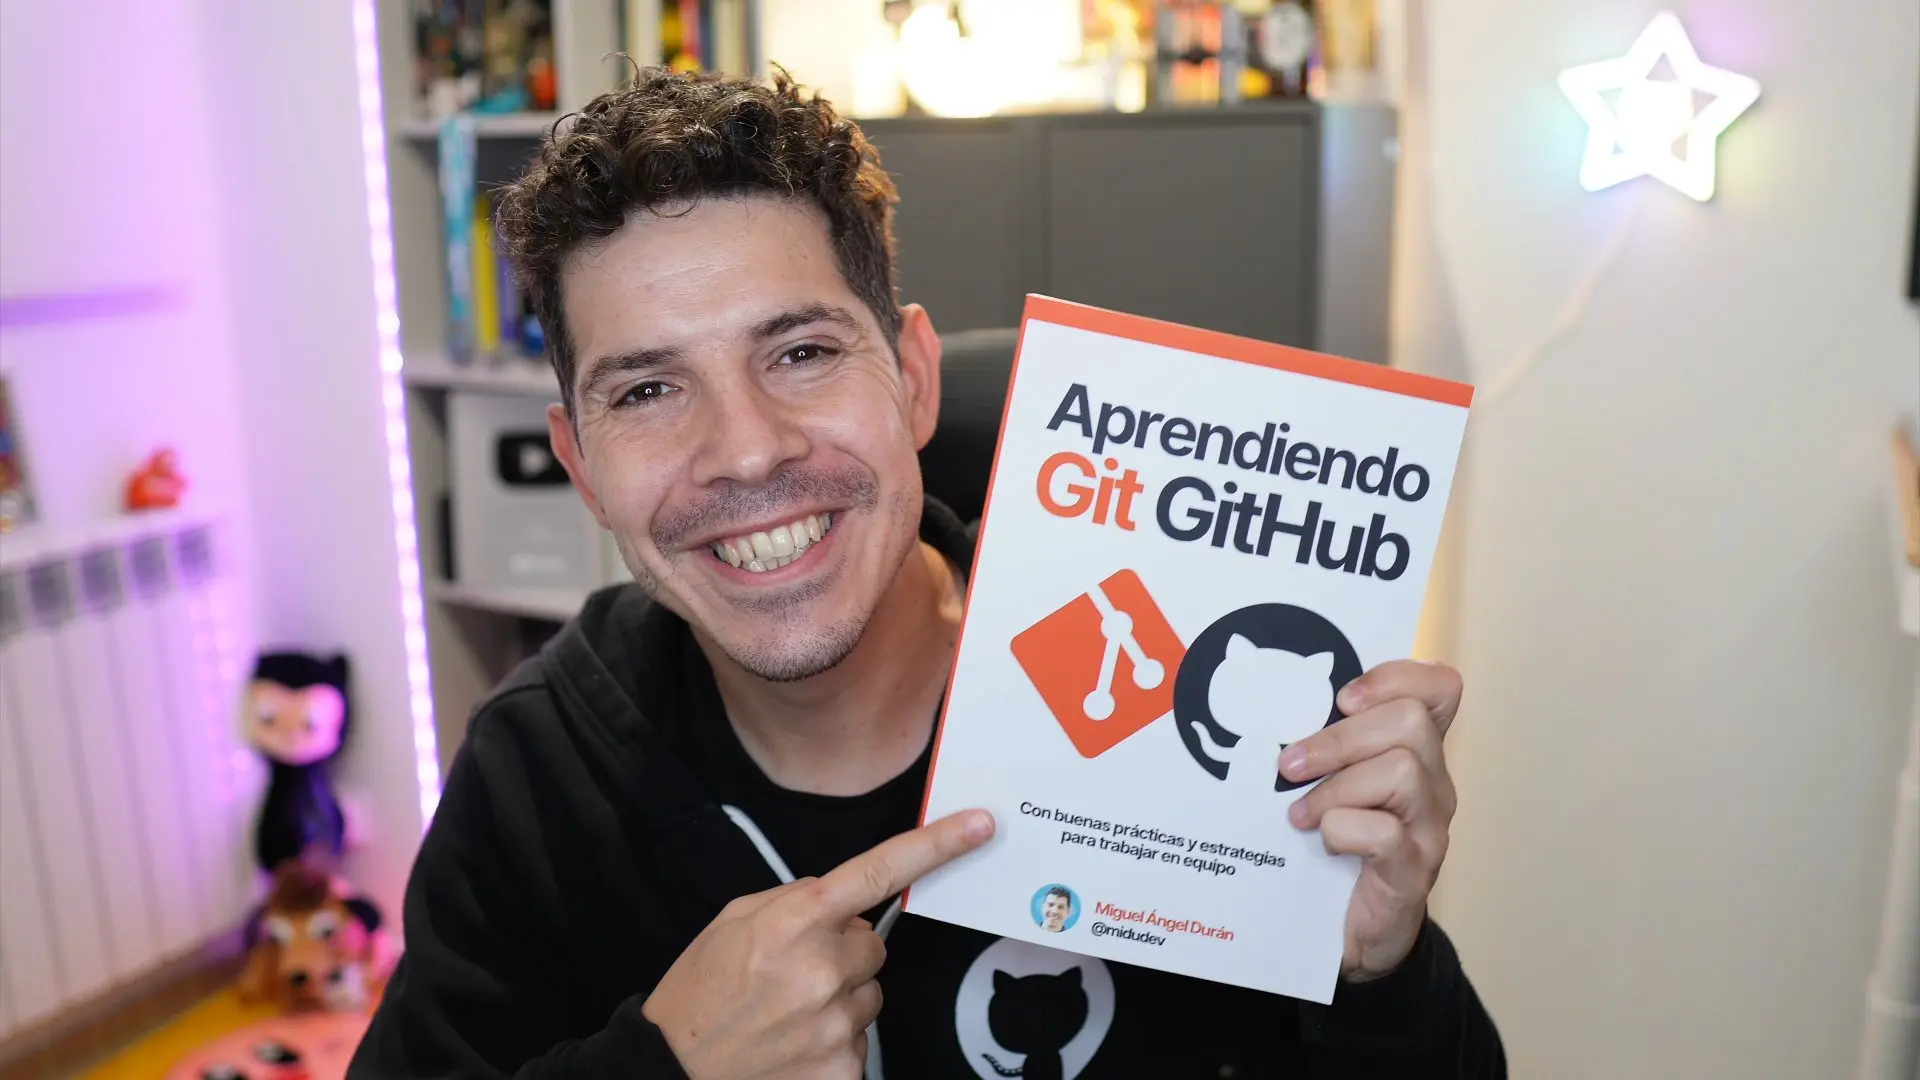 Aprendiendo
Git GitHub
Con buenas prácticas y estrategias
para trabajar en equipo
Miguel Ángel Durán
@midudev